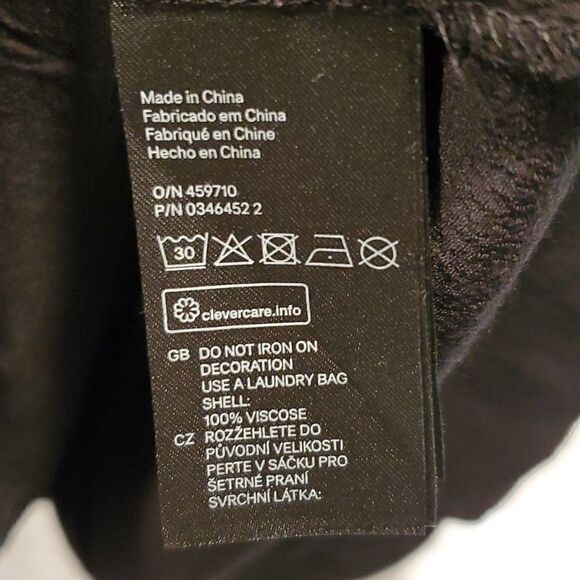 Made in China
Fabricado em China
Fabriqué en Chine
Hecho en China
O/N 459710
P/N 0346452 2
30
clevercare.info
GB DO NOT IRON ON
DECORATION
USE A LAUNDRY BAG
SHELL:
100% VISCOSE
CZ ROZŽEHLETE DO
PŮVODNÍ VELIKOSTI
PERTE V SÁČKU PRO
ŠETRNÉ PRANÍ
SVRCHNÍ LÁTKA: